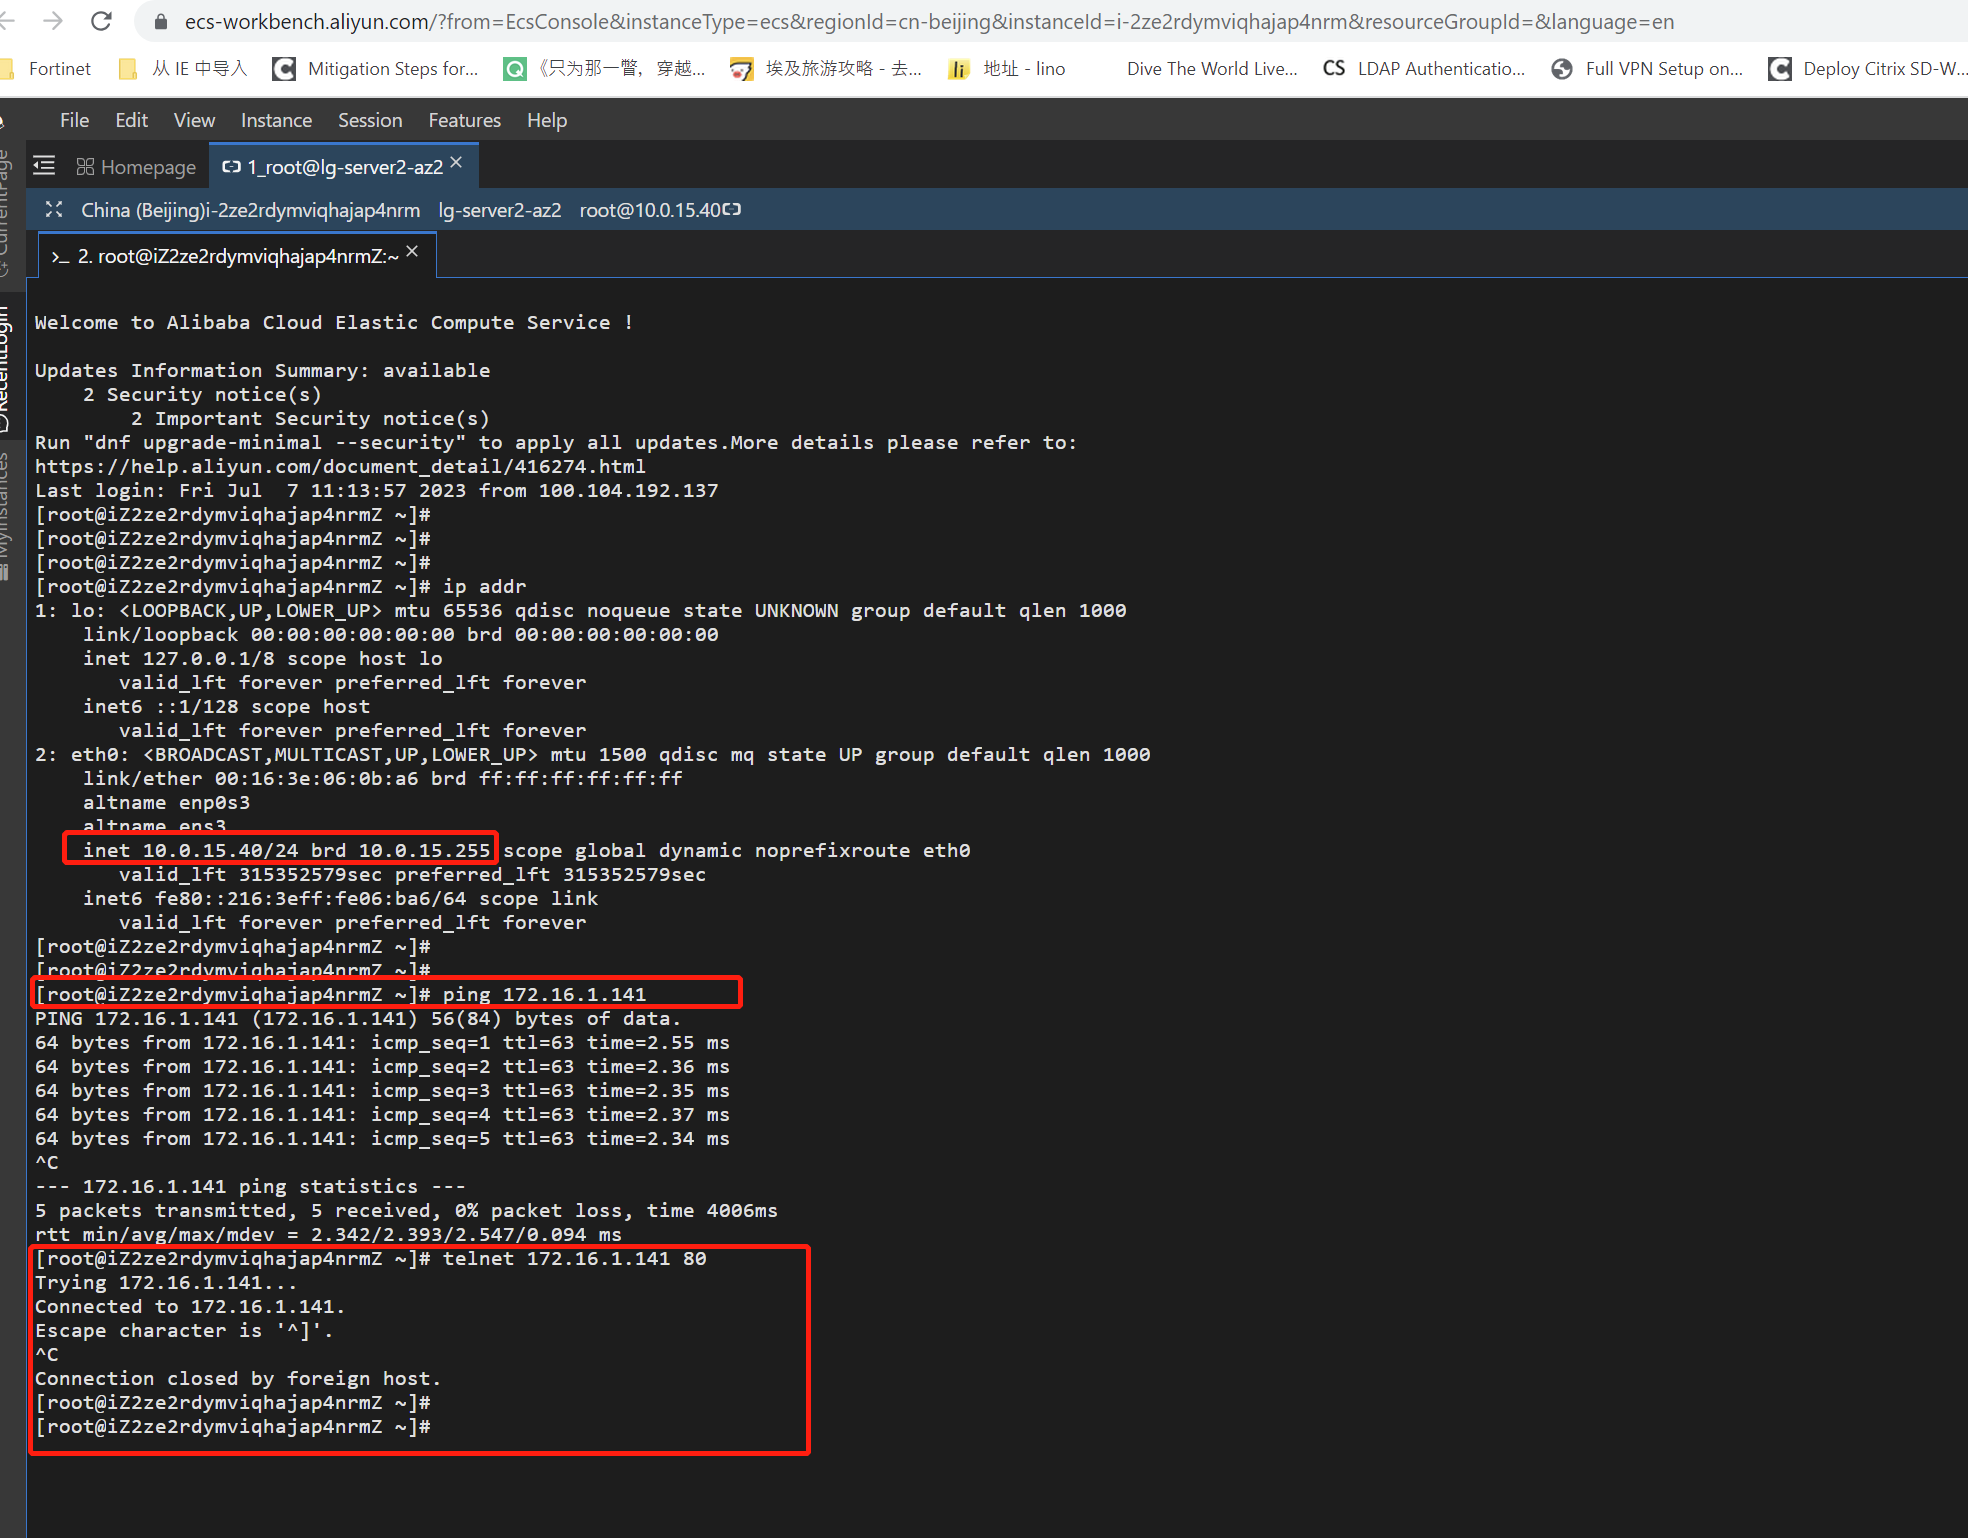 ecs-workbench.aliyun.com/?from=EcsConsole&instanceType=ecs&regionId=cn-beijing&instanceId=i-2ze2rdymviqhajap4nrm&resourceGroupId=&language=en
Fortinet 从 IE 中导入 Mitigation Steps for... 《只为那一瞥，穿越... 埃及旅游攻略 - 去... 地址 - lino Dive The World Live... CS LDAP Authenticatio... Full VPN Setup on... Deploy Citrix SD-W...
File Edit View Instance Session Features Help
Homepage 1_root@lg-server2-az2
China (Beijing)i-2ze2rdymviqhajap4nrm lg-server2-az2 root@10.0.15.40
>_ 2. root@iZ2ze2rdymviqhajap4nrmZ:~
CurrentPage
RecentLogin
MyInstances
Welcome to Alibaba Cloud Elastic Compute Service !
Updates Information Summary: available
2 Security notice(s)
2 Important Security notice(s)
Run "dnf upgrade-minimal --security" to apply all updates.More details please refer to:
https://help.aliyun.com/document_detail/416274.html
Last login: Fri Jul  7 11:13:57 2023 from 100.104.192.137
[root@iZ2ze2rdymviqhajap4nrmZ ~]#
[root@iZ2ze2rdymviqhajap4nrmZ ~]#
[root@iZ2ze2rdymviqhajap4nrmZ ~]#
[root@iZ2ze2rdymviqhajap4nrmZ ~]# ip addr
1: lo: <LOOPBACK,UP,LOWER_UP> mtu 65536 qdisc noqueue state UNKNOWN group default qlen 1000
link/loopback 00:00:00:00:00:00 brd 00:00:00:00:00:00
inet 127.0.0.1/8 scope host lo
valid_lft forever preferred_lft forever
inet6 ::1/128 scope host
valid_lft forever preferred_lft forever
2: eth0: <BROADCAST,MULTICAST,UP,LOWER_UP> mtu 1500 qdisc mq state UP group default qlen 1000
link/ether 00:16:3e:06:0b:a6 brd ff:ff:ff:ff:ff:ff
altname enp0s3
altname ens3
inet 10.0.15.40/24 brd 10.0.15.255 scope global dynamic noprefixroute eth0
valid_lft 315352579sec preferred_lft 315352579sec
inet6 fe80::216:3eff:fe06:ba6/64 scope link
valid_lft forever preferred_lft forever
[root@iZ2ze2rdymviqhajap4nrmZ ~]#
[root@iZ2ze2rdymviqhajap4nrmZ ~]#
[root@iZ2ze2rdymviqhajap4nrmZ ~]# ping 172.16.1.141
PING 172.16.1.141 (172.16.1.141) 56(84) bytes of data.
64 bytes from 172.16.1.141: icmp_seq=1 ttl=63 time=2.55 ms
64 bytes from 172.16.1.141: icmp_seq=2 ttl=63 time=2.36 ms
64 bytes from 172.16.1.141: icmp_seq=3 ttl=63 time=2.35 ms
64 bytes from 172.16.1.141: icmp_seq=4 ttl=63 time=2.37 ms
64 bytes from 172.16.1.141: icmp_seq=5 ttl=63 time=2.34 ms
^C
--- 172.16.1.141 ping statistics ---
5 packets transmitted, 5 received, 0% packet loss, time 4006ms
rtt min/avg/max/mdev = 2.342/2.393/2.547/0.094 ms
[root@iZ2ze2rdymviqhajap4nrmZ ~]# telnet 172.16.1.141 80
Trying 172.16.1.141...
Connected to 172.16.1.141.
Escape character is '^]'.
^C
Connection closed by foreign host.
[root@iZ2ze2rdymviqhajap4nrmZ ~]#
[root@iZ2ze2rdymviqhajap4nrmZ ~]#